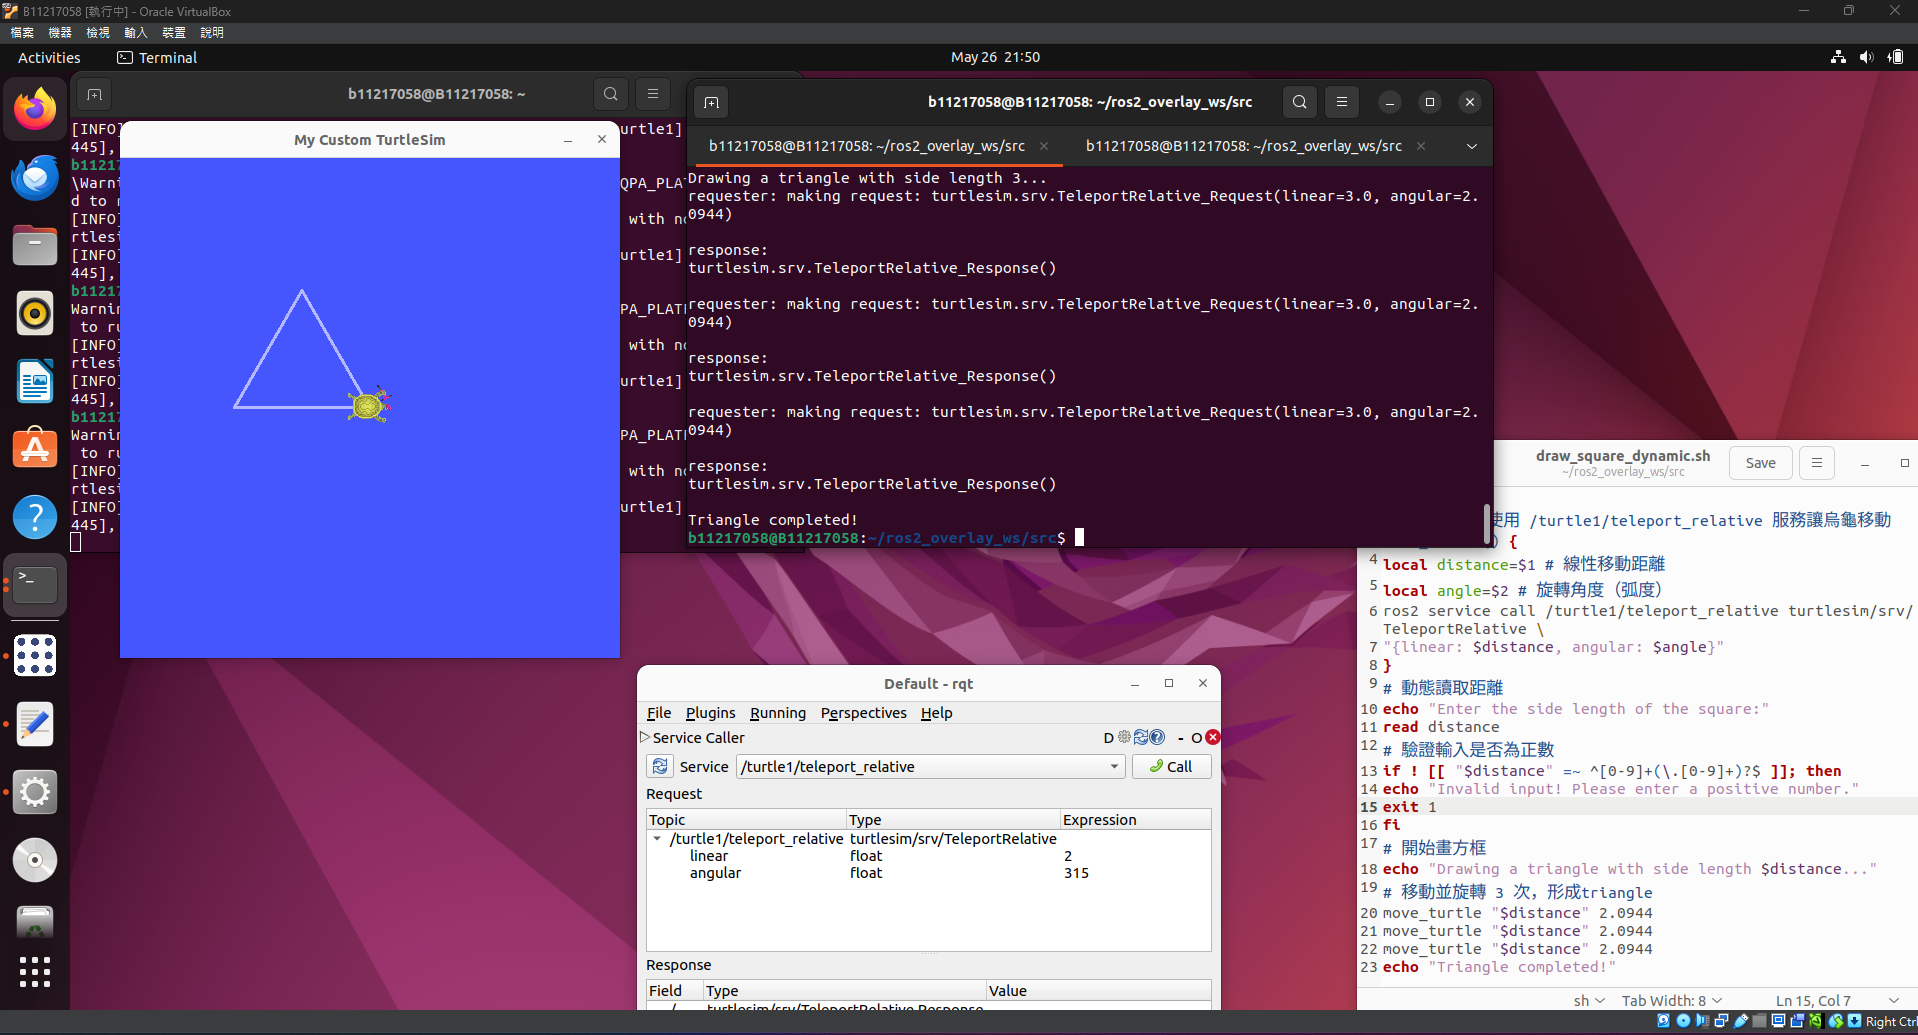 B11217058 [執行中] - Oracle VirtualBox
檔案 機器 檢視 輸入 裝置 說明
Activities Terminal May 26 21:50
b11217058@B11217058: ~
[INFO] urtle1]
445],
b11217
\Warni QPA_PLAT
d to r
[INFO] with no
rtlesi
[INFO] urtle1]
445],
b11217
Warnin PA_PLAT
to ru
[INFO] with no
rtlesi
[INFO] urtle1]
445],
b11217
Warnin PA_PLAT
to ru
[INFO] with no
rtlesi
[INFO] urtle1]
445],
My Custom TurtleSim
b11217058@B11217058: ~/ros2_overlay_ws/src
b11217058@B11217058: ~/ros2_overlay_ws/src b11217058@B11217058: ~/ros2_overlay_ws/src
Drawing a triangle with side length 3...
requester: making request: turtlesim.srv.TeleportRelative_Request(linear=3.0, angular=2.
0944)
response:
turtlesim.srv.TeleportRelative_Response()
requester: making request: turtlesim.srv.TeleportRelative_Request(linear=3.0, angular=2.
0944)
response:
turtlesim.srv.TeleportRelative_Response()
requester: making request: turtlesim.srv.TeleportRelative_Request(linear=3.0, angular=2.
0944)
response:
turtlesim.srv.TeleportRelative_Response()
Triangle completed!
b11217058@B11217058:~/ros2_overlay_ws/src$
draw_square_dynamic.sh
~/ros2_overlay_ws/src
Save
使用 /turtle1/teleport_relative 服務讓烏龜移動
) {
4 local distance=$1 # 線性移動距離
5 local angle=$2 # 旋轉角度（弧度）
6 ros2 service call /turtle1/teleport_relative turtlesim/srv/
TeleportRelative \
7 "{linear: $distance, angular: $angle}"
8 }
9 # 動態讀取距離
10 echo "Enter the side length of the square:"
11 read distance
12 # 驗證輸入是否為正數
13 if ! [[ "$distance" =~ ^[0-9]+(\.[0-9]+)?$ ]]; then
14 echo "Invalid input! Please enter a positive number."
15 exit 1
16 fi
17 # 開始畫方框
18 echo "Drawing a triangle with side length $distance..."
19 # 移動並旋轉 3 次，形成triangle
20 move_turtle "$distance" 2.0944
21 move_turtle "$distance" 2.0944
22 move_turtle "$distance" 2.0944
23 echo "Triangle completed!"
sh Tab Width: 8 Ln 15, Col 7
Default - rqt
File Plugins Running Perspectives Help
Service Caller D - O
Service /turtle1/teleport_relative Call
Request
Topic Type Expression
/turtle1/teleport_relative turtlesim/srv/TeleportRelative
linear float 2
angular float 315
Response
Field Type Value
/ turtlesim/srv/TeleportRelative_Response
Right Ctrl